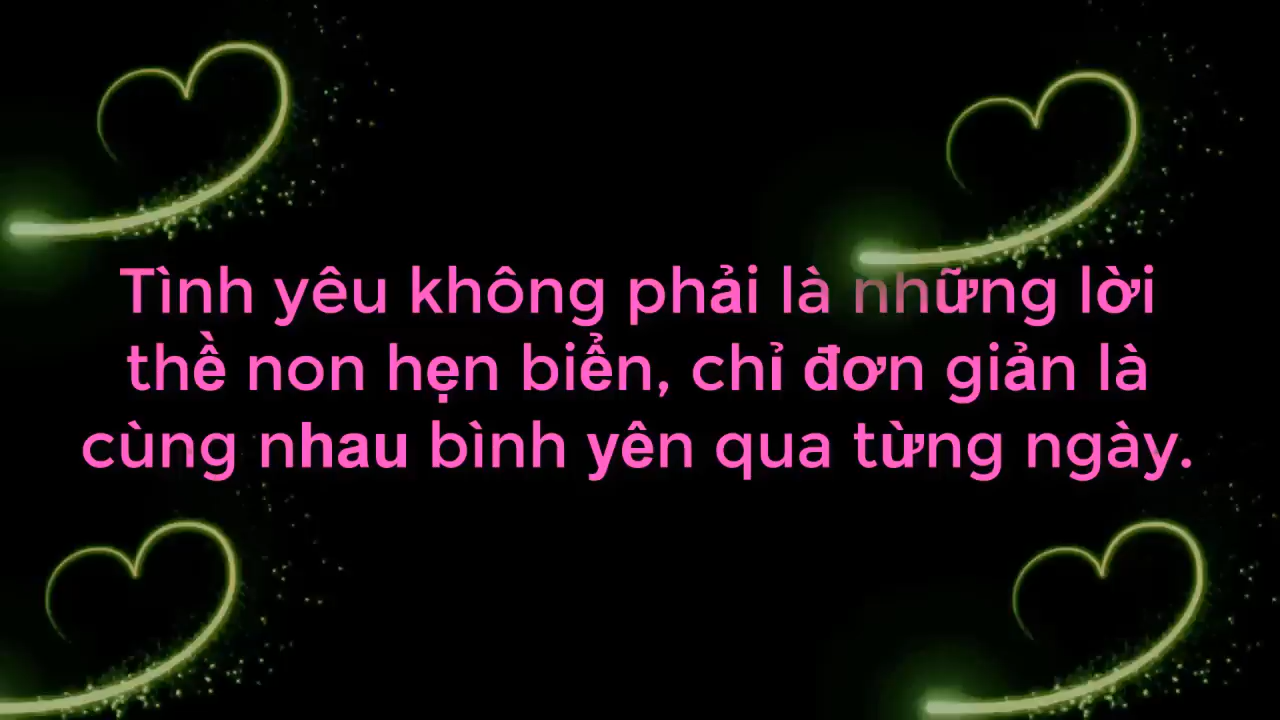 Tình yêu không phải là những lời
thề non hẹn biển, chỉ đơn giản là
cùng nhau bình yên qua từng ngày.